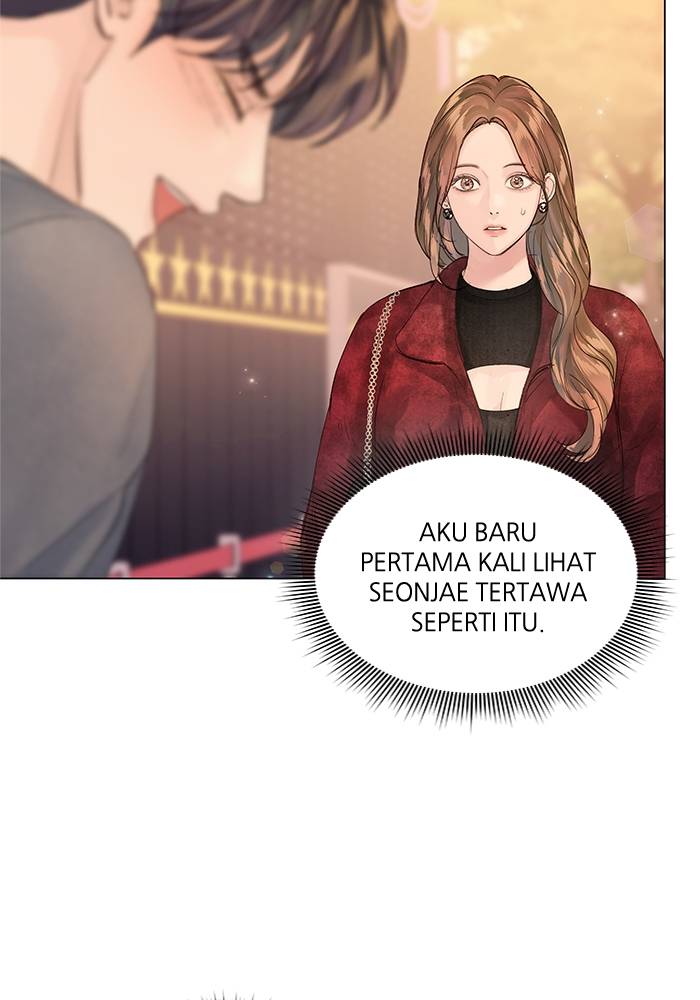 AKU BARU
PERTAMA KALI LIHAT
SEONJAE TERTAWA
SEPERTI ITU.